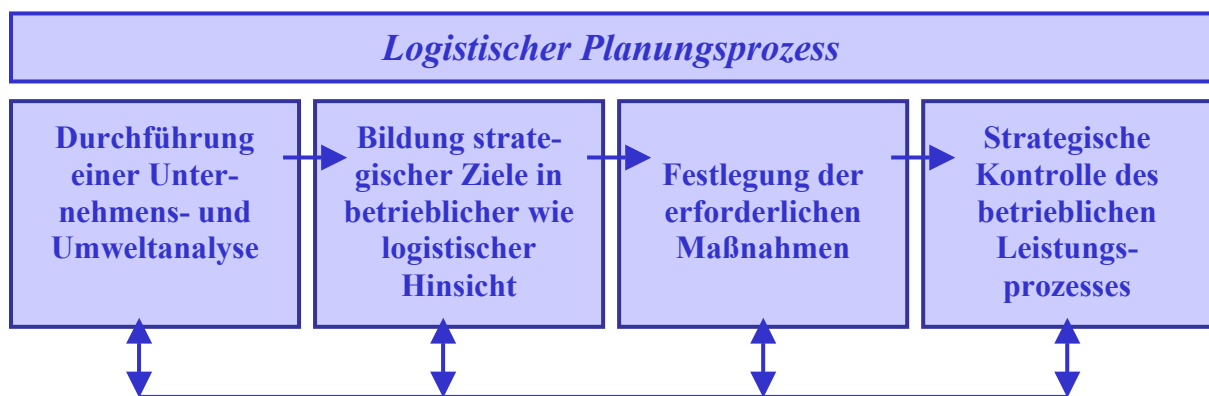 Logistischer Planungsprozess
Durchführung
einer Unter-
nehmens- und
Umweltanalyse
Bildung strate-
gischer Ziele in
betrieblicher wie
logistischer
Hinsicht
Festlegung der
erforderlichen
Maßnahmen
Strategische
Kontrolle des
betrieblichen
Leistungs-
prozesses